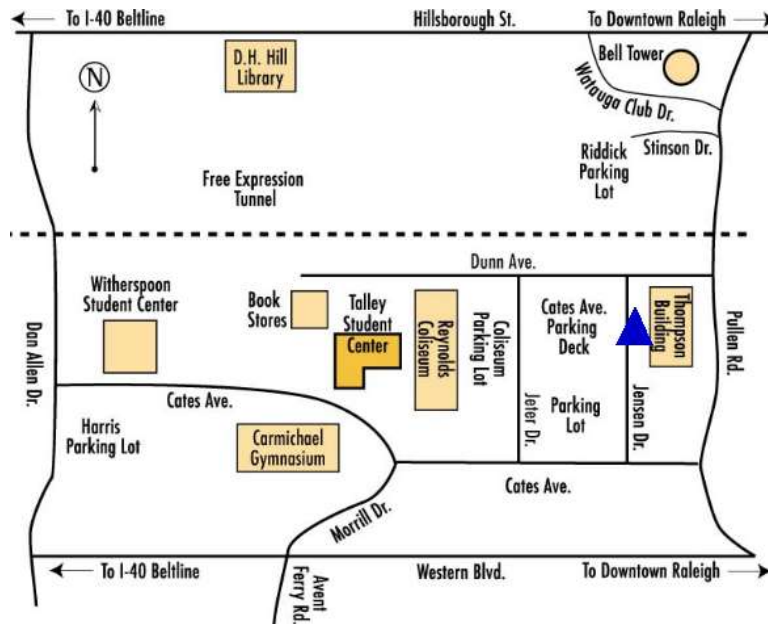 To I-40 Beltline
Hillsborough St.
To Downtown Raleigh
D.H. Hill
Library
Bell Tower
Watauga Club Dr.
N
Stinson Dr.
Riddick
Parking
Lot
Free Expression
Tunnel
Dunn Ave.
Witherspoon
Student Center
Book
Stores
Talley
Student
Center
Reynolds
Coliseum
Coliseum
Parking Lot
Cates Ave.
Parking
Deck
Thompson
Building
Pullen Rd.
Dan Allen Dr.
Cates Ave.
Jeter Dr.
Parking
Lot
Jensen Dr.
Harris
Parking Lot
Carmichael
Gymnasium
Cates Ave.
Morrill Dr.
To I-40 Beltline
Avent
Ferry Rd.
Western Blvd.
To Downtown Raleigh